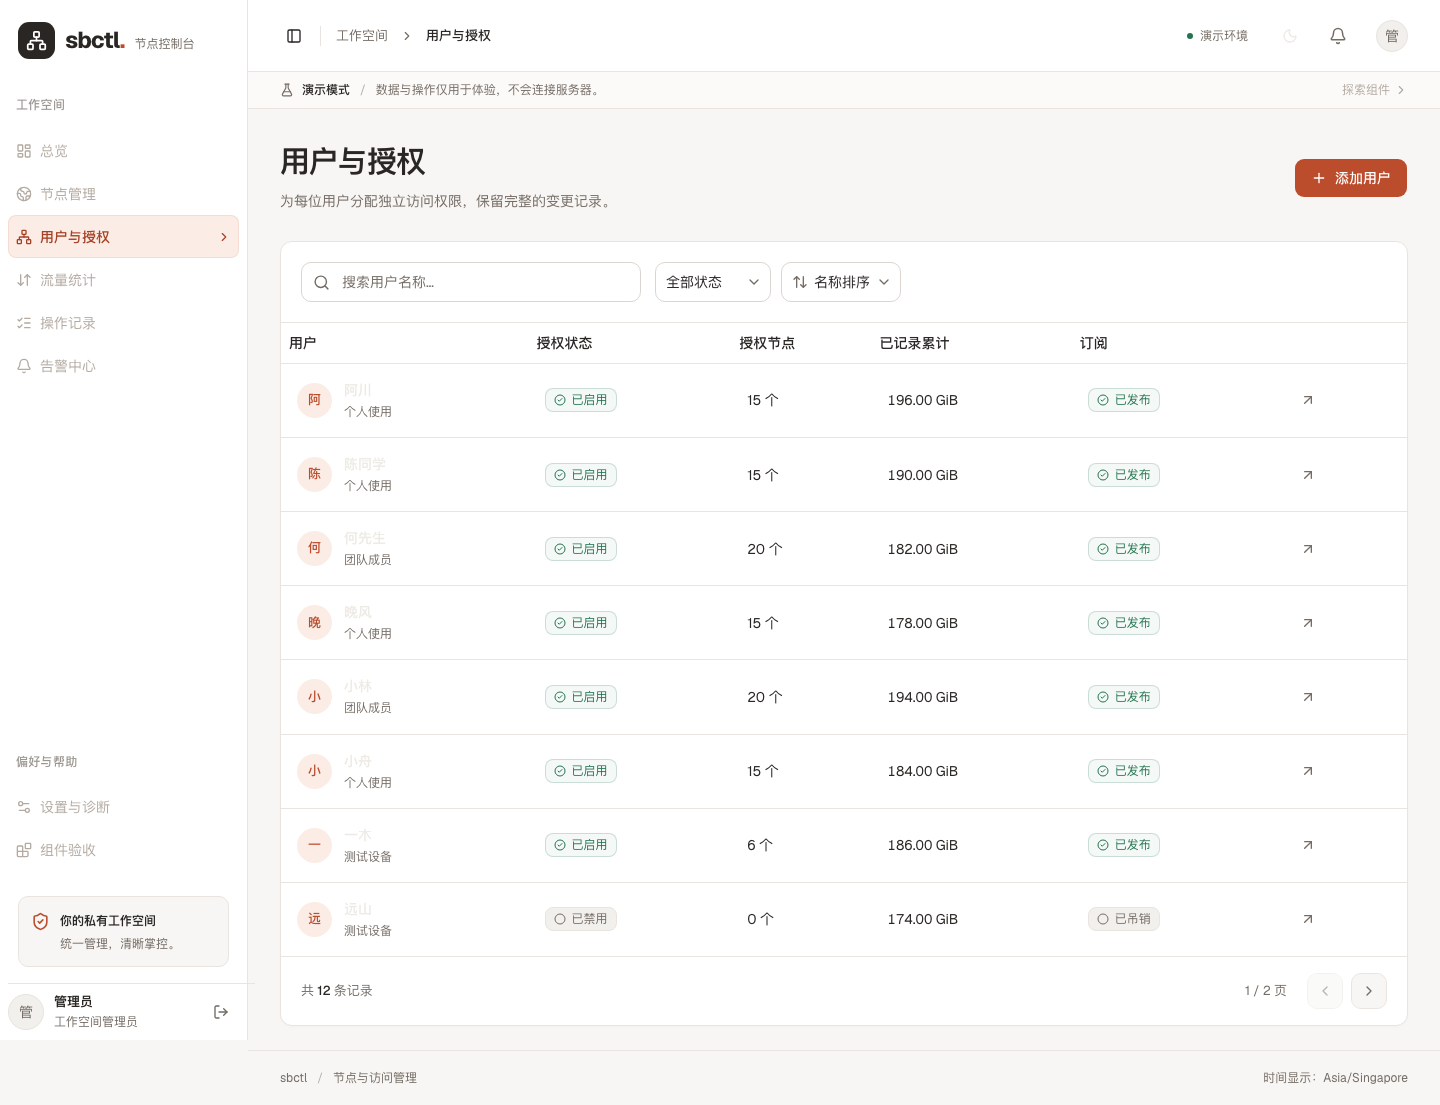 sbctl. 节点控制台
工作空间
总览
节点管理
用户与授权
流量统计
操作记录
告警中心
偏好与帮助
设置与诊断
组件验收
你的私有工作空间
统一管理，清晰掌控。
管 管理员
工作空间管理员
工作空间 用户与授权
演示环境 管
演示模式 / 数据与操作仅用于体验，不会连接服务器。 探索组件
用户与授权
为每位用户分配独立访问权限，保留完整的变更记录。
添加用户
搜索用户名称... 全部状态 名称排序
用户 授权状态 授权节点 已记录累计 订阅
阿 阿川 个人使用 已启用 15 个 196.00 GiB 已发布
陈 陈同学 个人使用 已启用 15 个 190.00 GiB 已发布
何 何先生 团队成员 已启用 20 个 182.00 GiB 已发布
晚 晚风 个人使用 已启用 15 个 178.00 GiB 已发布
小 小林 团队成员 已启用 20 个 194.00 GiB 已发布
小 小舟 个人使用 已启用 15 个 184.00 GiB 已发布
一 一木 测试设备 已启用 6 个 186.00 GiB 已发布
远 远山 测试设备 已禁用 0 个 174.00 GiB 已吊销
共 12 条记录 1 / 2 页
sbctl / 节点与访问管理 时间显示：Asia/Singapore